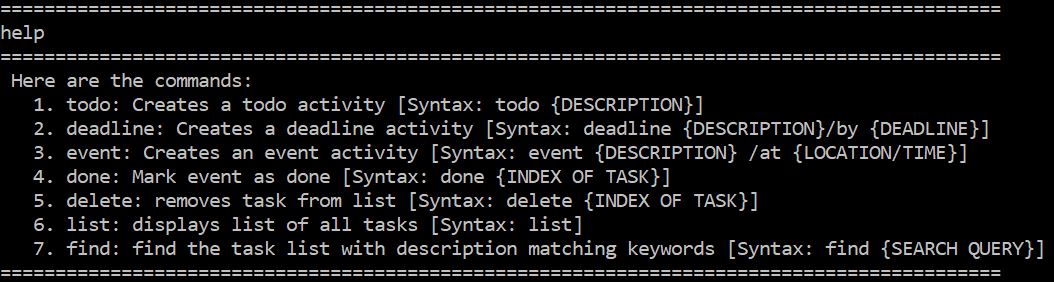 ===========================================================================================
help
===========================================================================================
 Here are the commands:
   1. todo: Creates a todo activity [Syntax: todo {DESCRIPTION}]
   2. deadline: Creates a deadline activity [Syntax: deadline {DESCRIPTION}/by {DEADLINE}]
   3. event: Creates an event activity [Syntax: event {DESCRIPTION} /at {LOCATION/TIME}]
   4. done: Mark event as done [Syntax: done {INDEX OF TASK}]
   5. delete: removes task from list [Syntax: delete {INDEX OF TASK}]
   6. list: displays list of all tasks [Syntax: list]
   7. find: find the task list with description matching keywords [Syntax: find {SEARCH QUERY}]
===========================================================================================